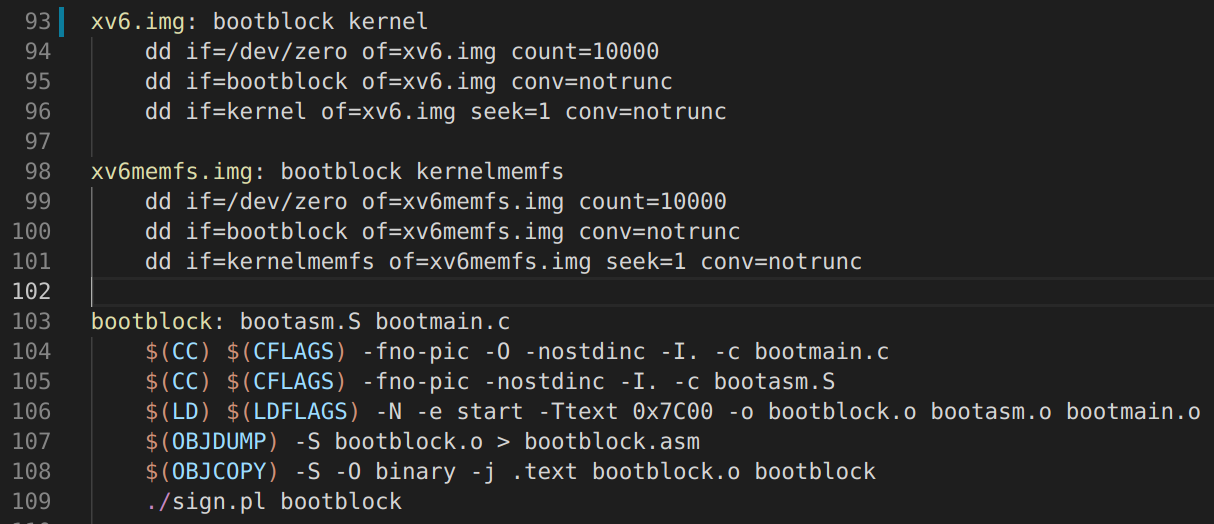 93 xv6.img: bootblock kernel
94 dd if=/dev/zero of=xv6.img count=10000
95 dd if=bootblock of=xv6.img conv=notrunc
96 dd if=kernel of=xv6.img seek=1 conv=notrunc
97
98 xv6memfs.img: bootblock kernelmemfs
99 dd if=/dev/zero of=xv6memfs.img count=10000
100 dd if=bootblock of=xv6memfs.img conv=notrunc
101 dd if=kernelmemfs of=xv6memfs.img seek=1 conv=notrunc
102
103 bootblock: bootasm.S bootmain.c
104 $(CC) $(CFLAGS) -fno-pic -O -nostdinc -I. -c bootmain.c
105 $(CC) $(CFLAGS) -fno-pic -nostdinc -I. -c bootasm.S
106 $(LD) $(LDFLAGS) -N -e start -Ttext 0x7C00 -o bootblock.o bootasm.o bootmain.o
107 $(OBJDUMP) -S bootblock.o > bootblock.asm
108 $(OBJCOPY) -S -O binary -j .text bootblock.o bootblock
109 ./sign.pl bootblock